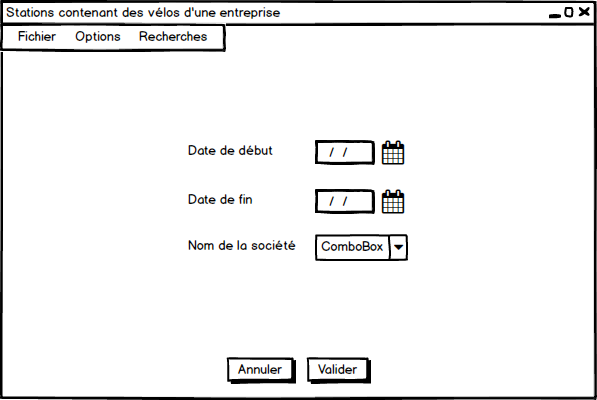 Stations contenant des vélos d'une entreprise
Fichier Options Recherches
Date de début / /
Date de fin / /
Nom de la société ComboBox
Annuler Valider